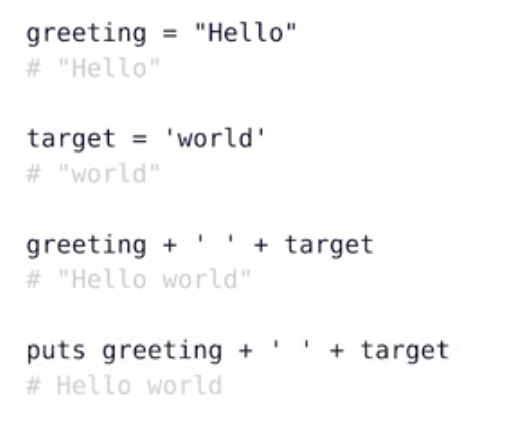 greeting = "Hello"
# "Hello"
target = 'world'
# "world"
greeting + ' ' + target
# "Hello world"
puts greeting + ' ' + target
# Hello world